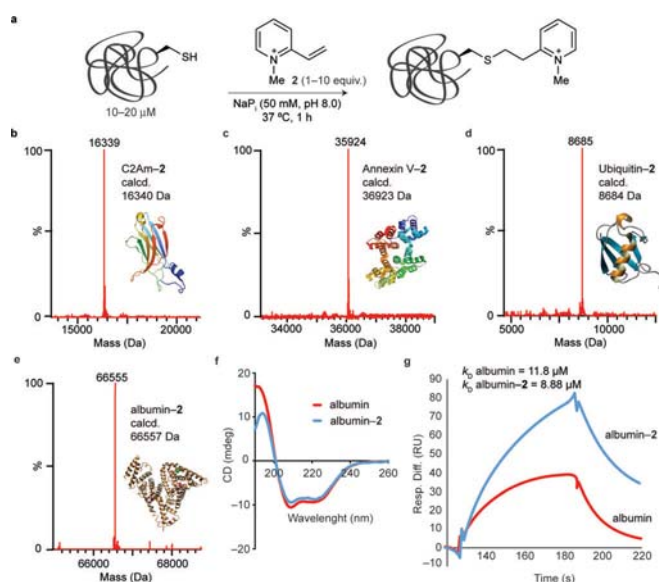 a
SH
10–20 μM
N
+
Me 2 (1–10 equiv.)
NaPi (50 mM, pH 8.0)
37 ºC, 1 h
S
N
+
Me
b
16339
100
%
0
C2Am–2
calcd.
16340 Da
15000 20000
Mass (Da)
c
35924
100
%
0
Annexin V–2
calcd.
36923 Da
34000 36000 38000
Mass (Da)
d
8685
100
%
0
Ubiquitin–2
calcd.
8684 Da
5000 10000
Mass (Da)
e
66555
100
%
0
albumin–2
calcd.
66557 Da
66000 68000
Mass (Da)
f
CD (mdeg)
20
10
0
−10
−20
albumin
albumin–2
200 220 240 260
Wavelenght (nm)
g
kD albumin = 11.8 μM
kD albumin–2 = 8.88 μM
Resp. Diff. (RU)
90
80
70
60
50
40
30
20
10
0
-10
albumin–2
albumin
140 160 180 200 220
Time (s)